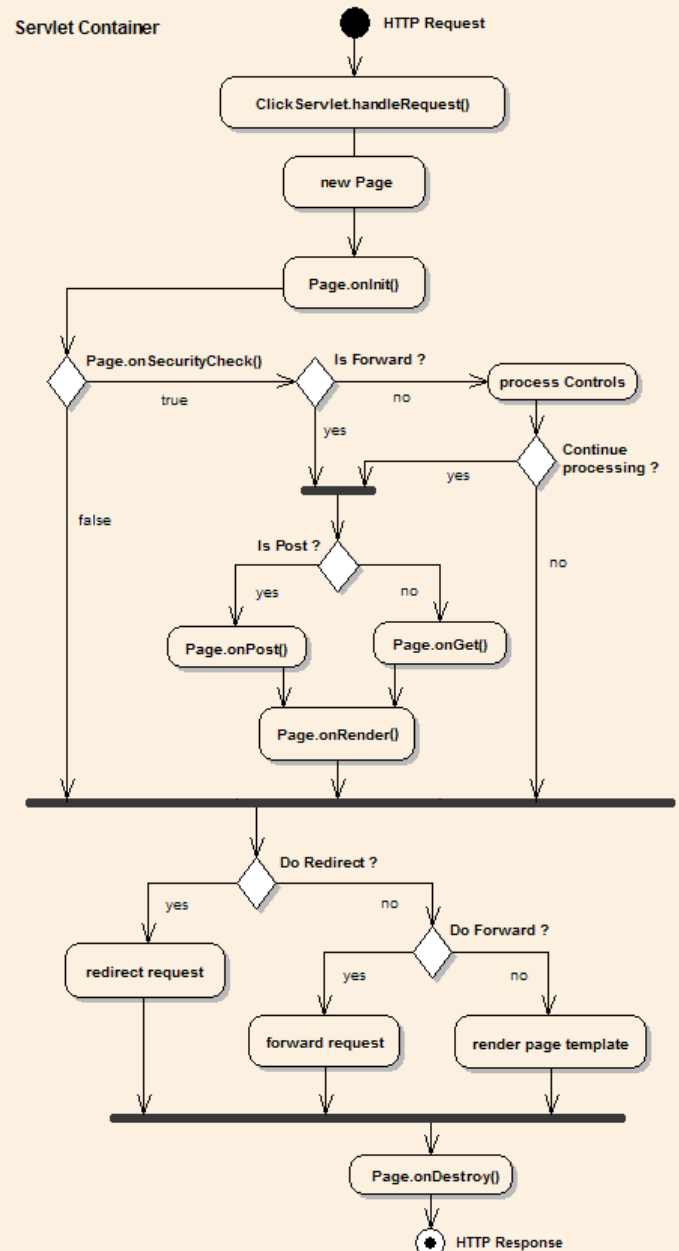 Servlet Container
HTTP Request
ClickServlet.handleRequest()
new Page
Page.onInit()
Page.onSecurityCheck()
Is Forward ?
process Controls
true
no
yes
Continue
processing ?
yes
false
Is Post ?
no
yes
no
Page.onPost()
Page.onGet()
Page.onRender()
Do Redirect ?
yes
no
Do Forward ?
redirect request
yes
no
forward request
render page template
Page.onDestroy()
HTTP Response